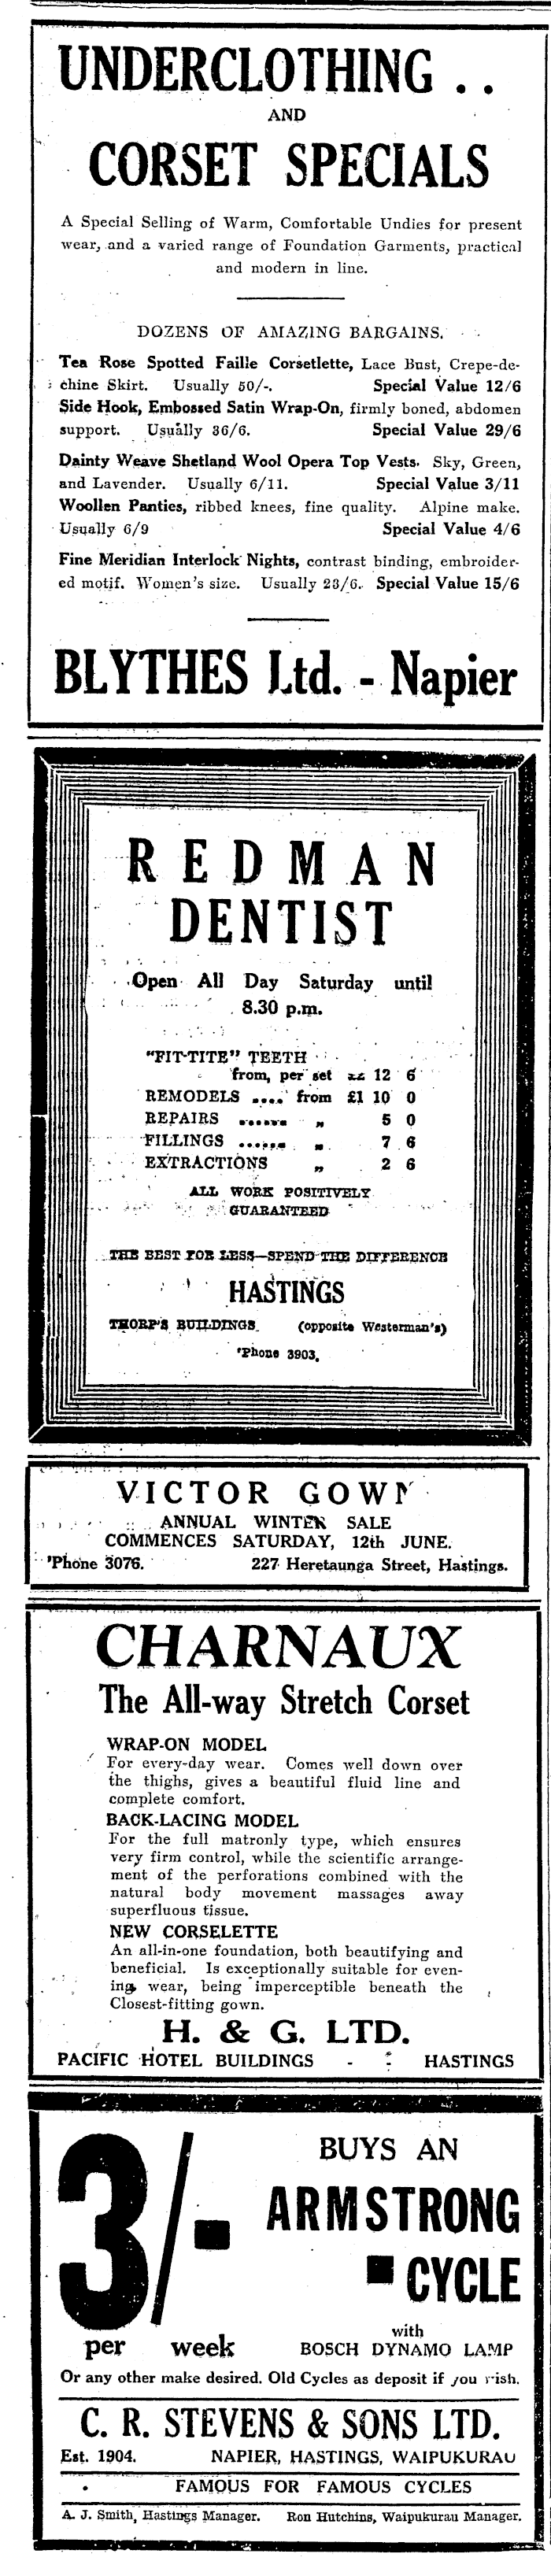 UNDERCLOTHING . .
AND
CORSET SPECIALS
A Special Selling of Warm, Comfortable Undies for present
wear, and a varied range of Foundation Garments, practical
and modern in line.
DOZENS OF AMAZING BARGAINS.
Tea Rose Spotted Faille Corsetlette, Lace Bust, Crepe-de-
chine Skirt. Usually 50/-. Special Value 12/6
Side Hook, Embossed Satin Wrap-On, firmly boned, abdomen
support. Usually 36/6. Special Value 29/6
Dainty Weave Shetland Wool Opera Top Vests. Sky, Green,
and Lavender. Usually 6/11. Special Value 3/11
Woollen Panties, ribbed knees, fine quality. Alpine make.
Usually 6/9 Special Value 4/6
Fine Meridian Interlock Nights, contrast binding, embroider-
ed motif. Women's size. Usually 23/6. Special Value 15/6
BLYTHES Ltd. - Napier
REDMAN
DENTIST
Open All Day Saturday until
8.30 p.m.
"FIT-TITE" TEETH
from, per set 12 6
REMODELS .... from £1 10 0
REPAIRS ...... „ 5 0
FILLINGS ...... „ 7 6
EXTRACTIONS „ 2 6
ALL WORK POSITIVELY
GUARANTEED
THE BEST FOR LESS—SPEND THE DIFFERENCE
HASTINGS
THORP'S BUILDINGS (opposite Westerman's)
'Phone 3903.
VICTOR
ANNUAL WINTER SALE
COMMENCES SATURDAY, 12th JUNE.
'Phone 3076. 227 Heretaunga Street, Hastings.
CHARNAUX
The All-way Stretch Corset
WRAP-ON MODEL
For every-day wear. Comes well down over
the thighs, gives a beautiful fluid line and
complete comfort.
BACK-LACING MODEL
For the full matronly type, which ensures
very firm control, while the scientific arrange-
ment of the perforations combined with the
natural body movement massages away
superfluous tissue.
NEW CORSELETTE
An all-in-one foundation, both beautifying and
beneficial. Is exceptionally suitable for even-
ing wear, being imperceptible beneath the
Closest-fitting gown.
H. & G. LTD.
PACIFIC HOTEL BUILDINGS - - HASTINGS
3/-
per week
BUYS AN
ARMSTRONG
CYCLE
with
BOSCH DYNAMO LAMP
Or any other make desired. Old Cycles as deposit if you wish.
C. R. STEVENS & SONS LTD.
Est. 1904. NAPIER, HASTINGS, WAIPUKURAU
FAMOUS FOR FAMOUS CYCLES
A. J. Smith, Hastings Manager. Ron Hutchins, Waipukurau Manager.